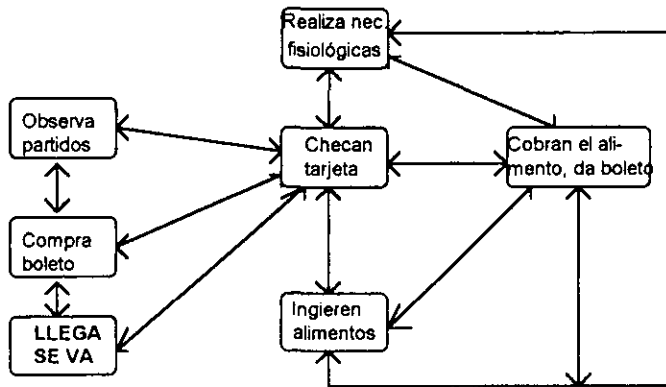 Realiza nec.
fisiológicas
Observa
partidos
Checan
tarjeta
Cobran el ali-
mento, da boleto
Compra
boleto
Ingieren
alimentos
LLEGA
SE VA